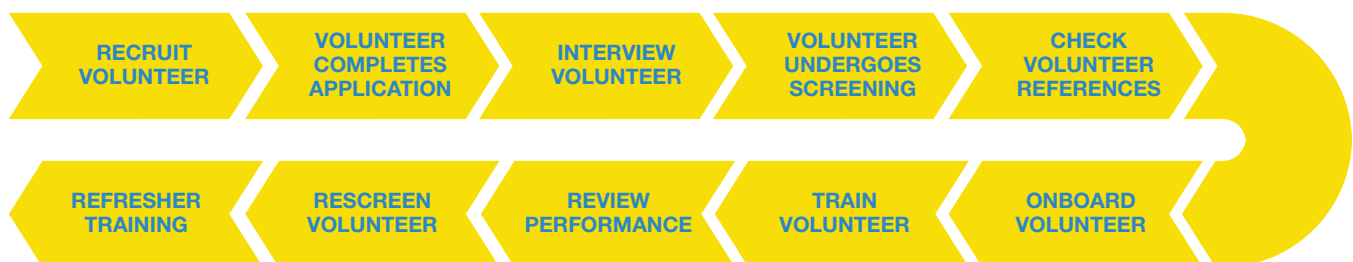 RECRUIT
VOLUNTEER
VOLUNTEER
COMPLETES
APPLICATION
INTERVIEW
VOLUNTEER
VOLUNTEER
UNDERGOES
SCREENING
CHECK
VOLUNTEER
REFERENCES
ONBOARD
VOLUNTEER
TRAIN
VOLUNTEER
REVIEW
PERFORMANCE
RESCREEN
VOLUNTEER
REFRESHER
TRAINING